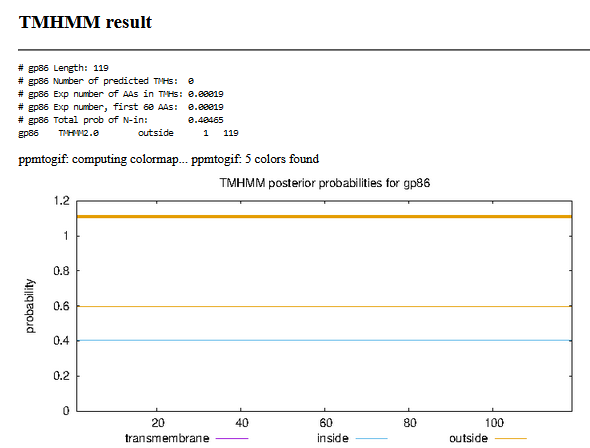 TMHMM result
# gp86 Length: 119
# gp86 Number of predicted TMHs: 0
# gp86 Exp number of AAs in TMHs: 0.00019
# gp86 Exp number, first 60 AAs: 0.00019
# gp86 Total prob of N-in: 0.40465
gp86 TMHMM2.0 outside 1 119
ppmtogif: computing colormap... ppmtogif: 5 colors found
TMHMM posterior probabilities for gp86
1.2
1
0.8
0.6
0.4
0.2
0
probability
20 40 60 80 100
transmembrane inside outside